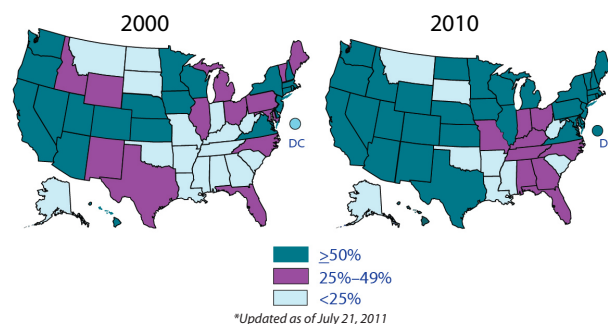 2000
2010
DC
D
≥50%
25%–49%
<25%
*Updated as of July 21, 2011